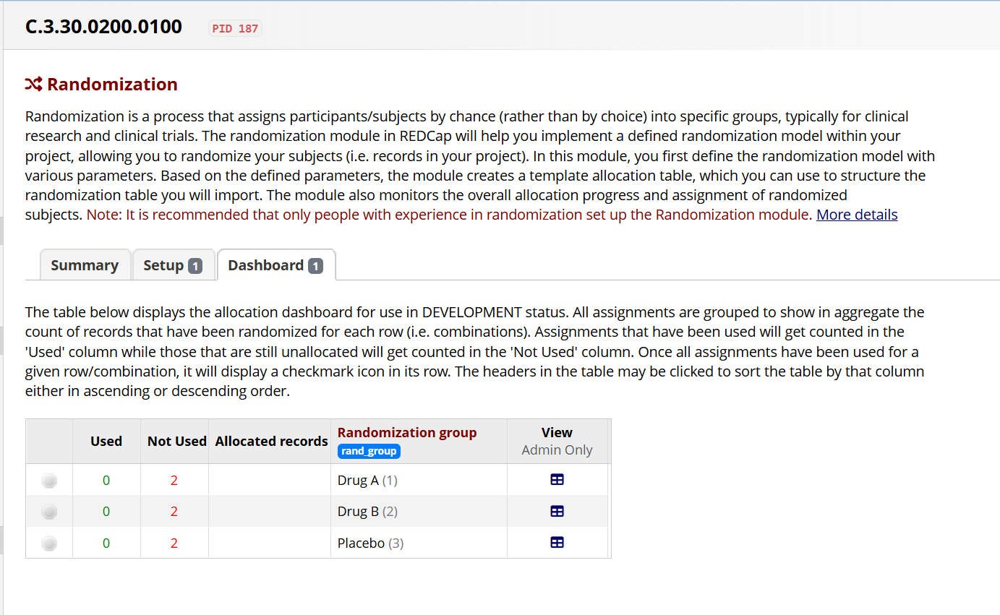 C.3.30.0200.0100 PID 187
Randomization
Randomization is a process that assigns participants/subjects by chance (rather than by choice) into specific groups, typically for clinical
research and clinical trials. The randomization module in REDCap will help you implement a defined randomization model within your
project, allowing you to randomize your subjects (i.e. records in your project). In this module, you first define the randomization model with
various parameters. Based on the defined parameters, the module creates a template allocation table, which you can use to structure the
randomization table you will import. The module also monitors the overall allocation progress and assignment of randomized
subjects. Note: It is recommended that only people with experience in randomization set up the Randomization module. More details
Summary Setup 1 Dashboard 1
The table below displays the allocation dashboard for use in DEVELOPMENT status. All assignments are grouped to show in aggregate the
count of records that have been randomized for each row (i.e. combinations). Assignments that have been used will get counted in the
'Used' column while those that are still unallocated will get counted in the 'Not Used' column. Once all assignments have been used for a
given row/combination, it will display a checkmark icon in its row. The headers in the table may be clicked to sort the table by that column
either in ascending or descending order.
Used Not Used Allocated records Randomization group View
rand_group Admin Only
0 2 Drug A (1)
0 2 Drug B (2)
0 2 Placebo (3)